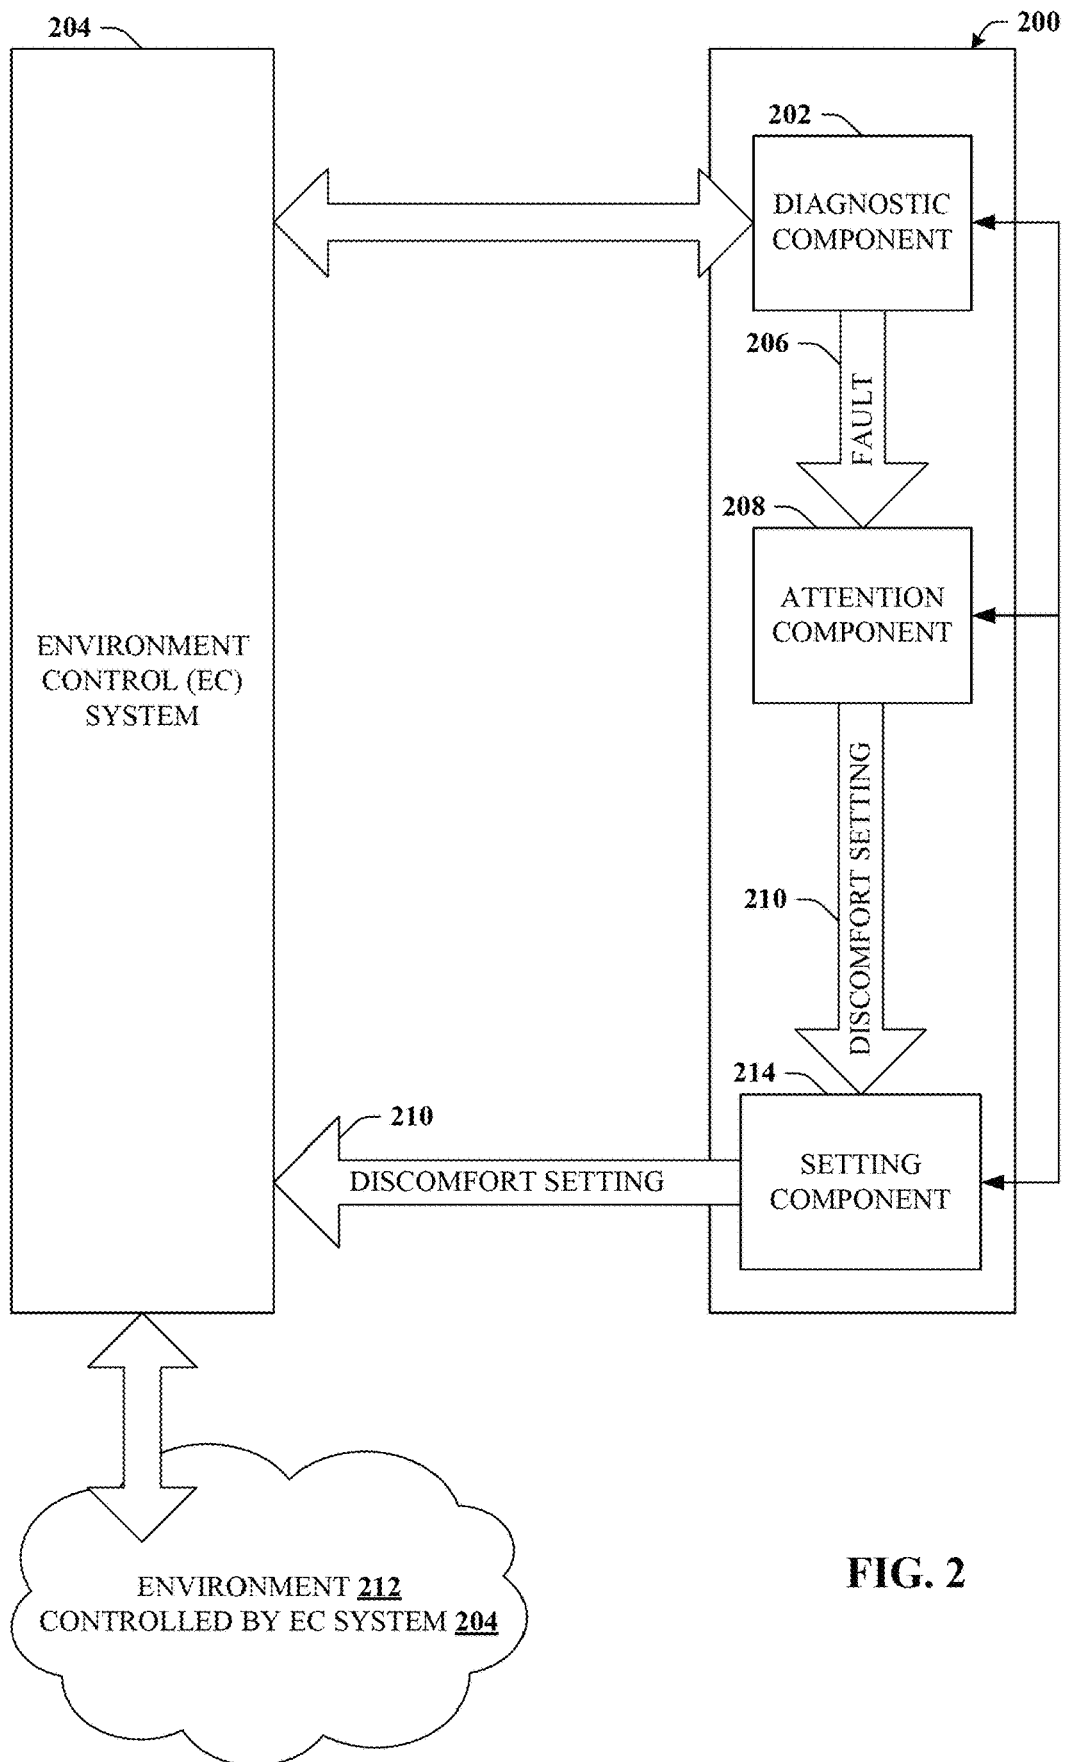 204
200
202
DIAGNOSTIC
COMPONENT
206
FAULT
208
ATTENTION
COMPONENT
ENVIRONMENT
CONTROL (EC)
SYSTEM
DISCOMFORT SETTING
210
214
210
DISCOMFORT SETTING
SETTING
COMPONENT
ENVIRONMENT 212
CONTROLLED BY EC SYSTEM 204
FIG. 2